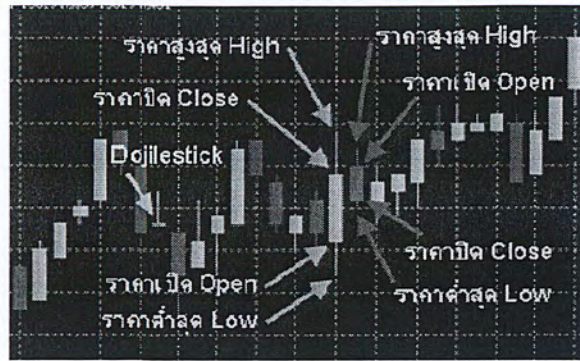 ราคาสูงสุด High
ราคาสูงสุด High
ราคาปิด Close
ราคาเปิด Open
Dojilestick
ราคาเปิด Open
ราคาปิด Close
ราคาต่ำสุด Low
ราคาต่ำสุด Low